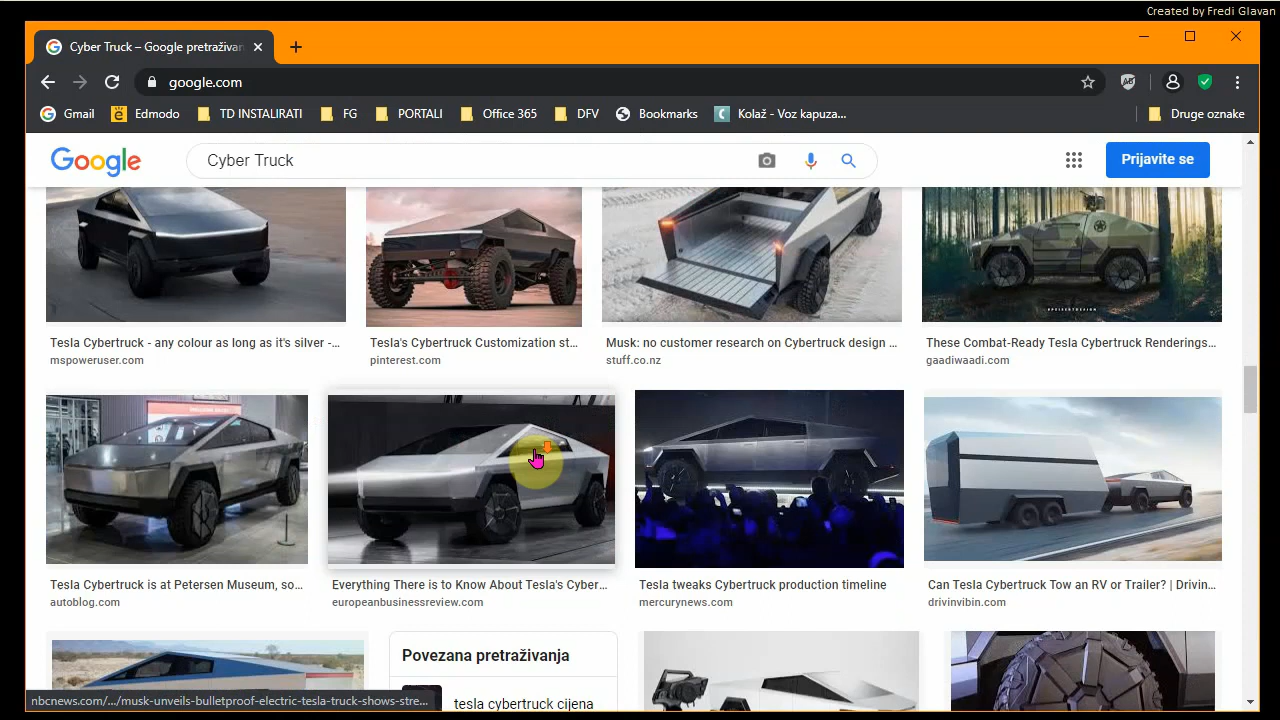 Created by Fredi Glavan
Cyber Truck – Google pretraživan
google.com
Gmail
Edmodo
TD INSTALIRATI
FG
PORTALI
Office 365
DFV
Bookmarks
Kolaž - Voz kapuza...
Druge oznake
Google
Cyber Truck
Prijavite se
Tesla Cybertruck - any colour as long as it's silver -...
mspoweruser.com
Tesla's Cybertruck Customization st...
pinterest.com
Musk: no customer research on Cybertruck design ...
stuff.co.nz
These Combat-Ready Tesla Cybertruck Renderings...
gaadiwaadi.com
Tesla Cybertruck is at Petersen Museum, so...
autoblog.com
Everything There is to Know About Tesla's Cyber...
europeanbusinessreview.com
Tesla tweaks Cybertruck production timeline
mercurynews.com
Can Tesla Cybertruck Tow an RV or Trailer? | Drivin...
drivinvibin.com
Povezana pretraživanja
tesla cybertruck cijena
nbcnews.com/.../musk-unveils-bulletproof-electric-tesla-truck-shows-stre...